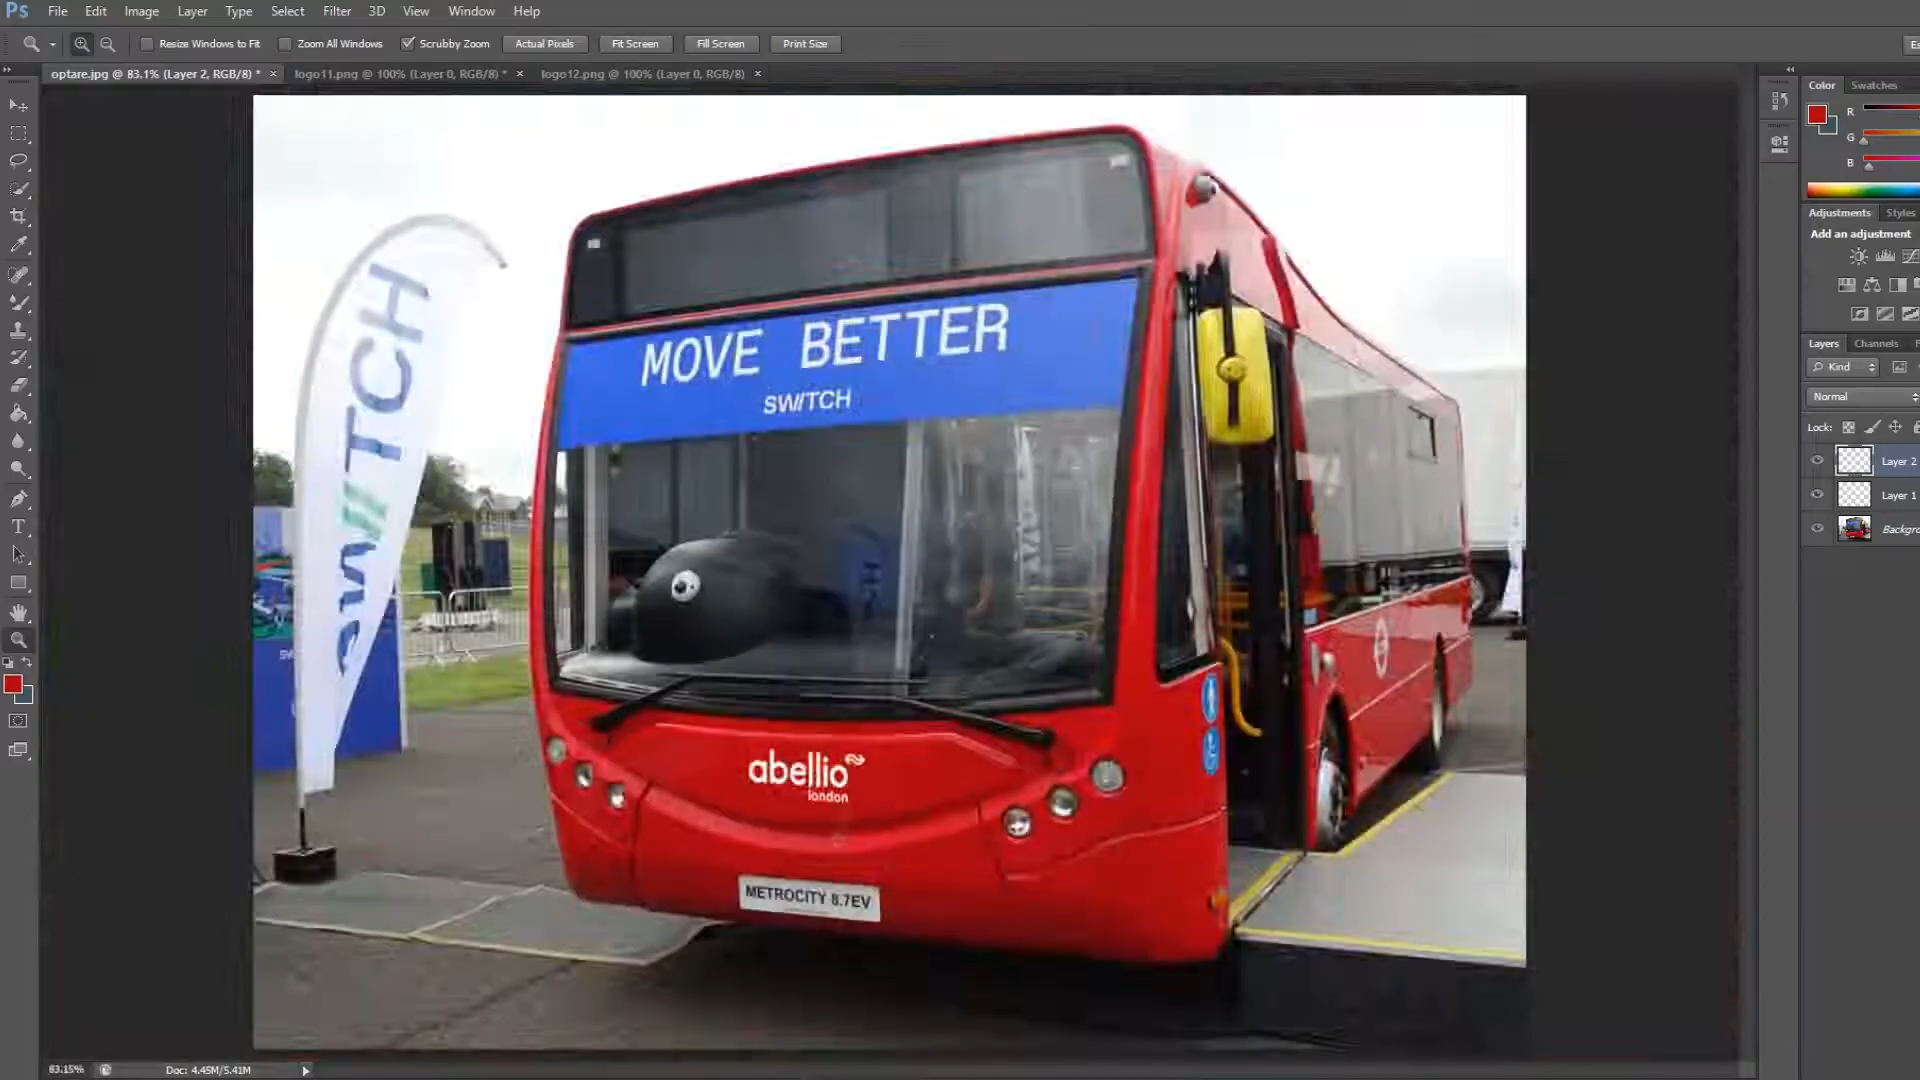 Ps File Edit Image Layer Type Select Filter 3D View Window Help
Resize Windows to Fit Zoom All Windows Scrubby Zoom Actual Pixels Fit Screen Fill Screen Print Size
optare.jpg @ 83.1% (Layer 2, RGB/8) * × logo11.png @ 100% (Layer 0, RGB/8) * × logo12.png @ 100% (Layer 0, RGB/8) ×
Color Swatches
R
G
B
Adjustments Styles
Add an adjustment
Layers Channels
Kind
Normal
Lock:
Layer 2
Layer 1
Backgro
SWITCH
MOVE BETTER
SWITCH
abellio
london
METROCITY 8.7EV
83.15% Doc: 4.45M/5.41M